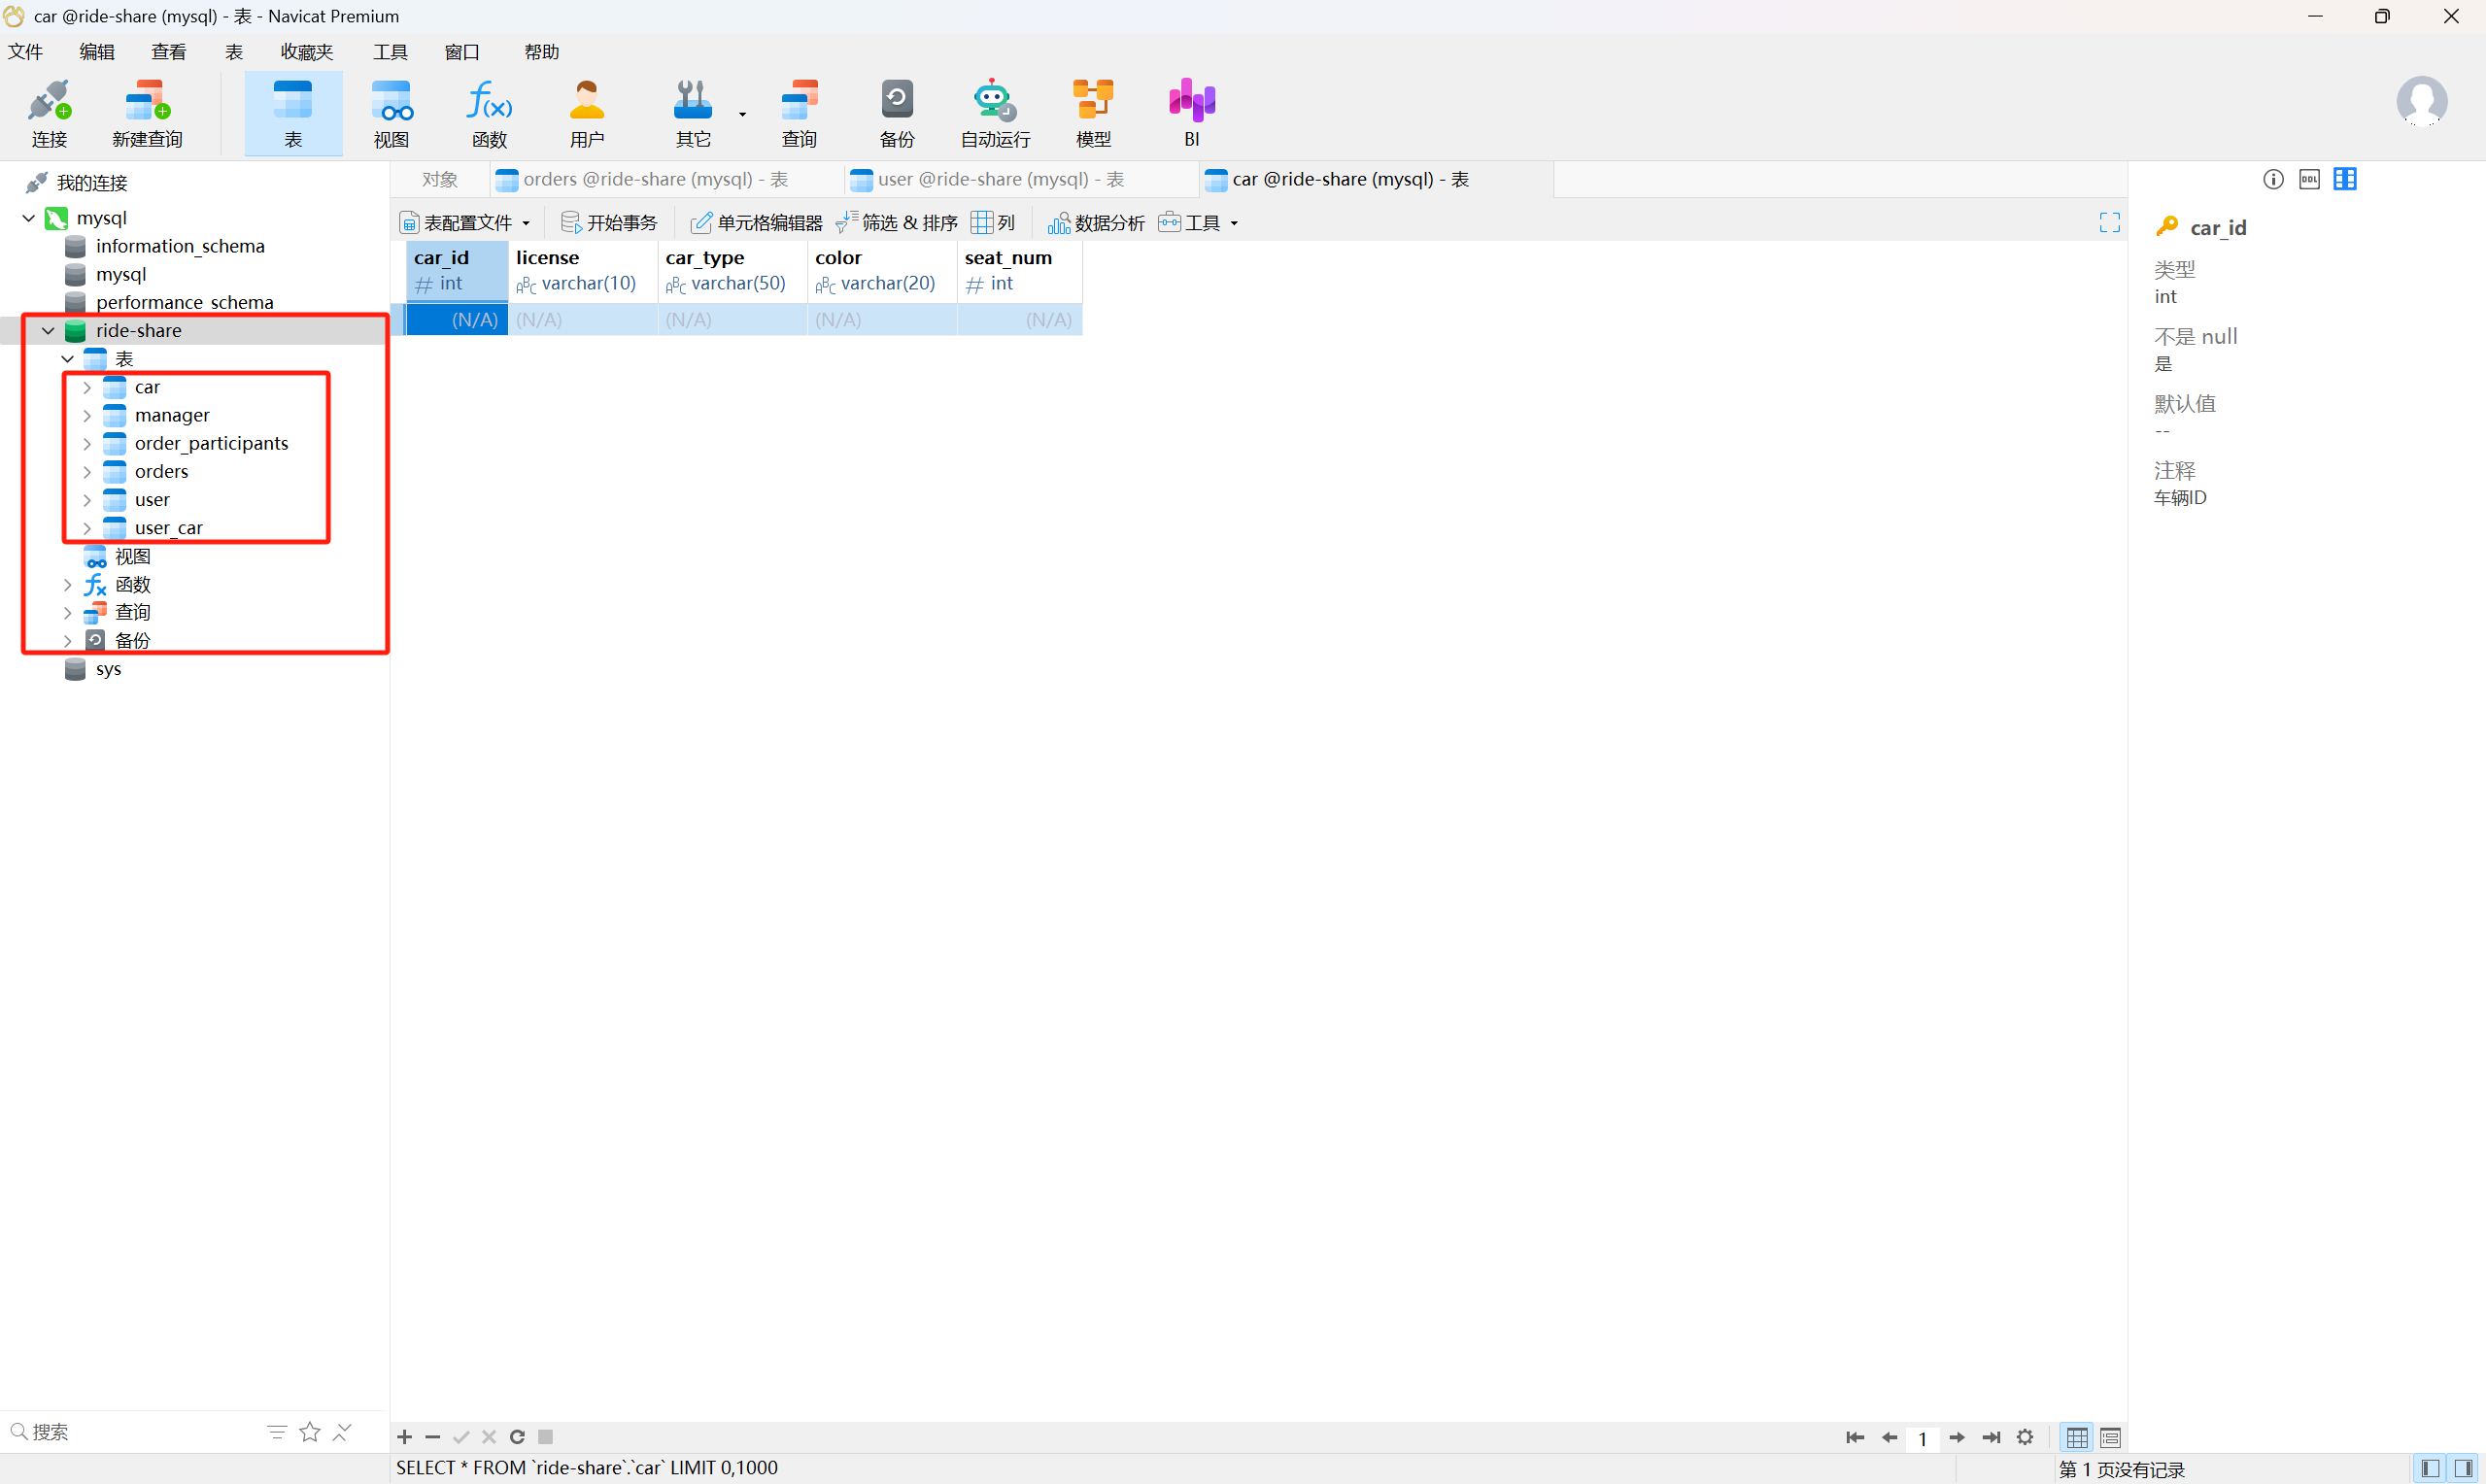 car @ride-share (mysql) - 表 - Navicat Premium
文件 编辑 查看 表 收藏夹 工具 窗口 帮助
连接 新建查询 表 视图 函数 用户 其它 查询 备份 自动运行 模型 BI
我的连接
mysql
information_schema
mysql
performance_schema
ride-share
表
car
manager
order_participants
orders
user
user_car
视图
函数
查询
备份
sys
搜索
对象 orders @ride-share (mysql) - 表 user @ride-share (mysql) - 表 car @ride-share (mysql) - 表
表配置文件 开始事务 单元格编辑器 筛选 & 排序 列 数据分析 工具
car_id license car_type color seat_num
# int ABC varchar(10) ABC varchar(50) ABC varchar(20) # int
(N/A) (N/A) (N/A) (N/A) (N/A)
DDL
car_id
类型
int
不是 null
是
默认值
--
注释
车辆ID
1
SELECT * FROM `ride-share`.`car` LIMIT 0,1000
第 1 页没有记录